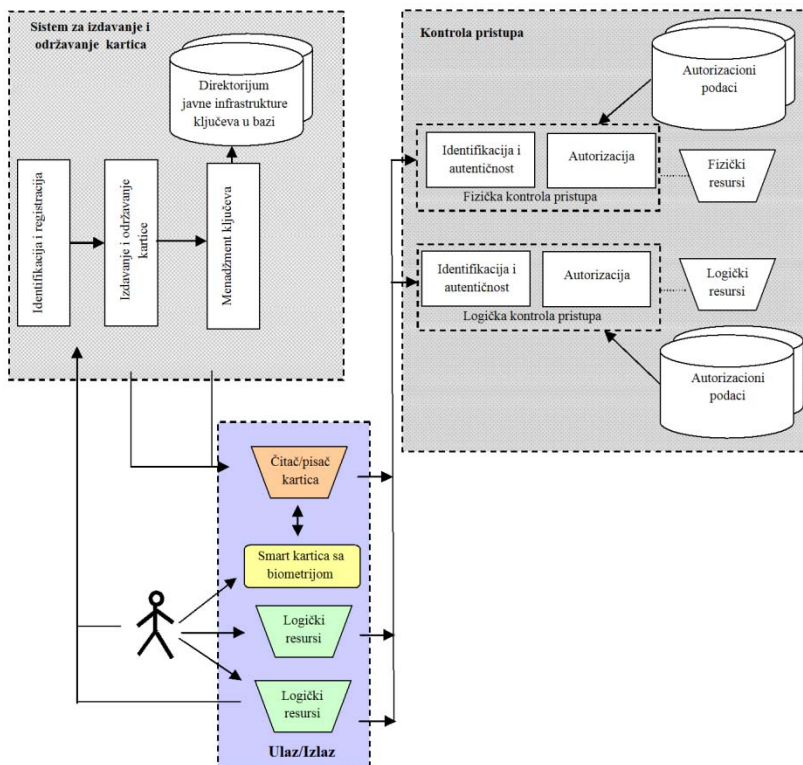 Sistem za izdavanje i
održavanje kartica
Direktorijum
javne infrastrukture
ključeva u bazi
Identifikacija i registracija
Izdavanje i održavanje
kartice
Menadžment ključeva
Kontrola pristupa
Autorizacioni
podaci
Identifikacija i
autentičnost
Autorizacija
Fizička kontrola pristupa
Fizički
resursi
Identifikacija i
autentičnost
Autorizacija
Logička kontrola pristupa
Logički
resursi
Autorizacioni
podaci
Čitač/pisač
kartica
Smart kartica sa
biometrijom
Logički
resursi
Logički
resursi
Ulaz/Izlaz